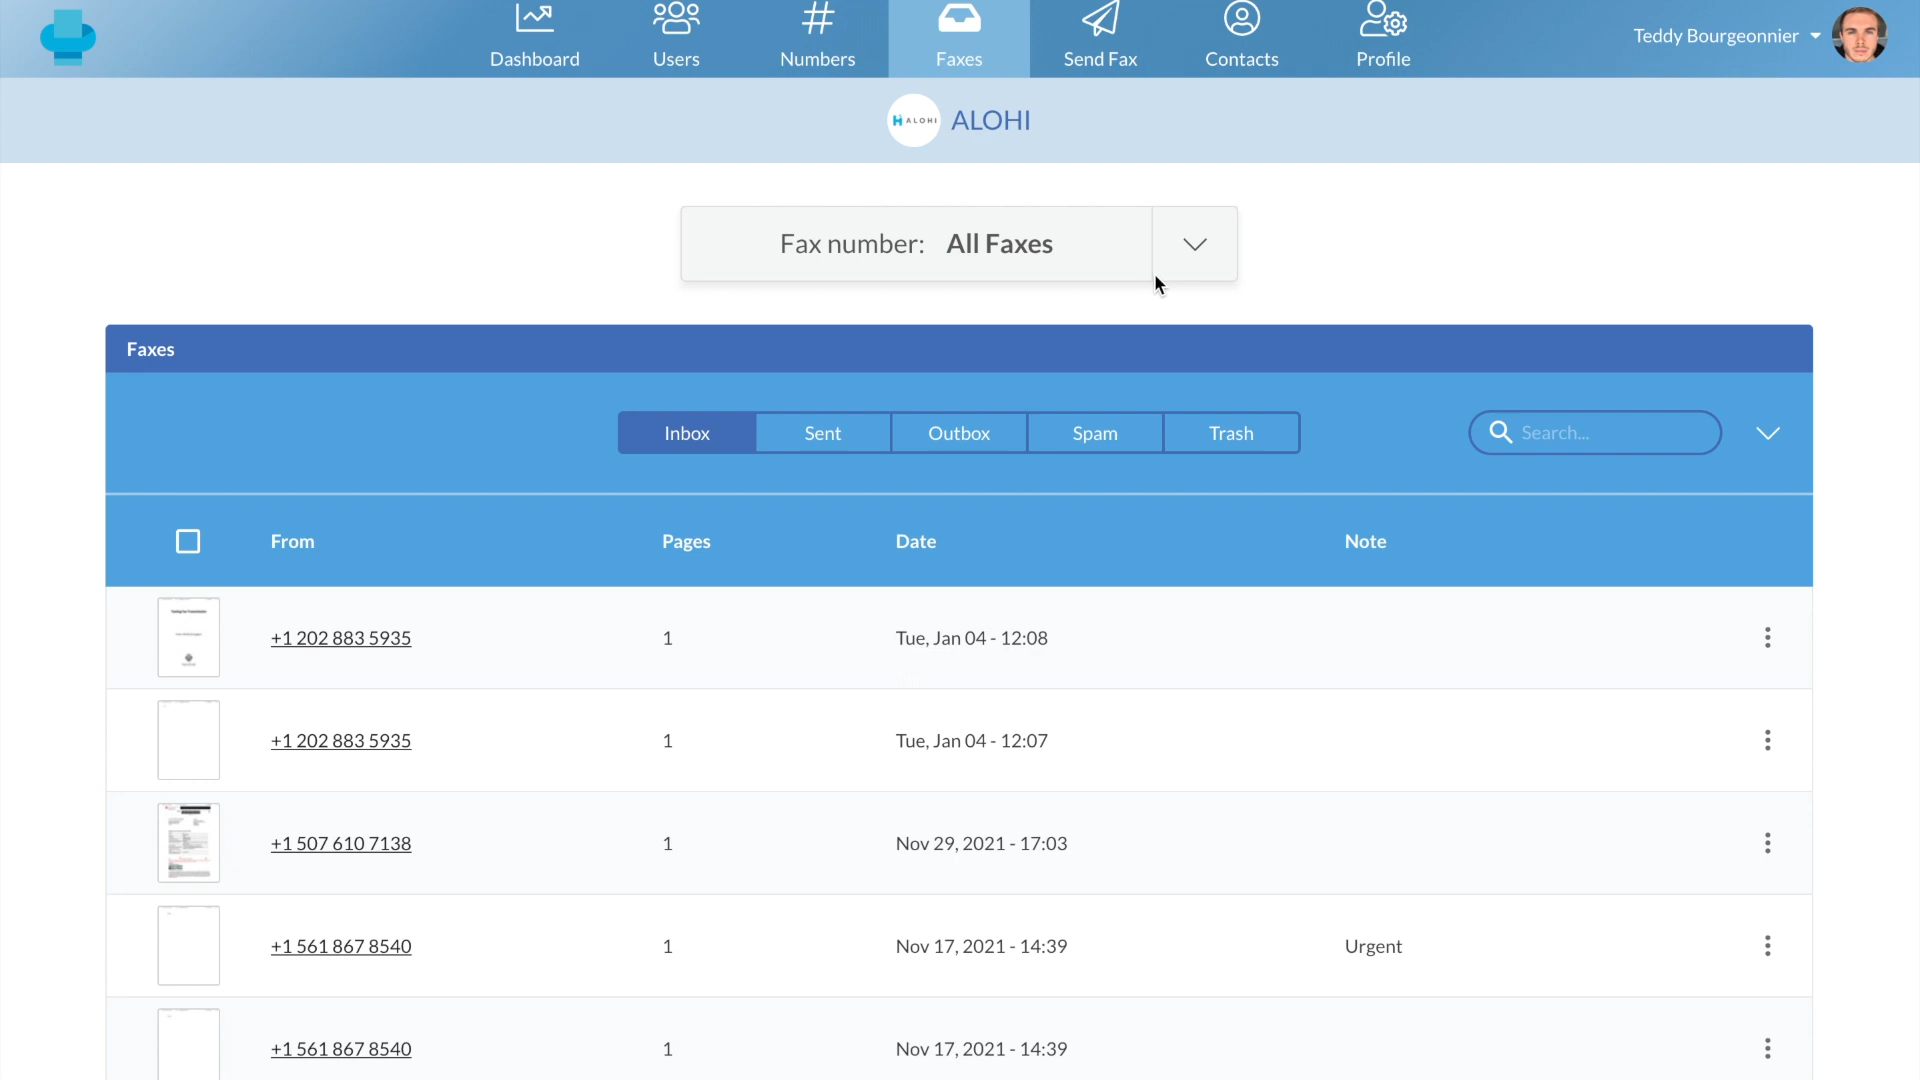 Dashboard
Users
Numbers
Faxes
Send Fax
Contacts
Profile
Teddy Bourgeonnier
ALOHI ALOHI
Fax number: All Faxes
Faxes
Inbox
Sent
Outbox
Spam
Trash
Search...
From
Pages
Date
Note
+1 202 883 5935 1 Tue, Jan 04 - 12:08
+1 202 883 5935 1 Tue, Jan 04 - 12:07
+1 507 610 7138 1 Nov 29, 2021 - 17:03
+1 561 867 8540 1 Nov 17, 2021 - 14:39 Urgent
+1 561 867 8540 1 Nov 17, 2021 - 14:39